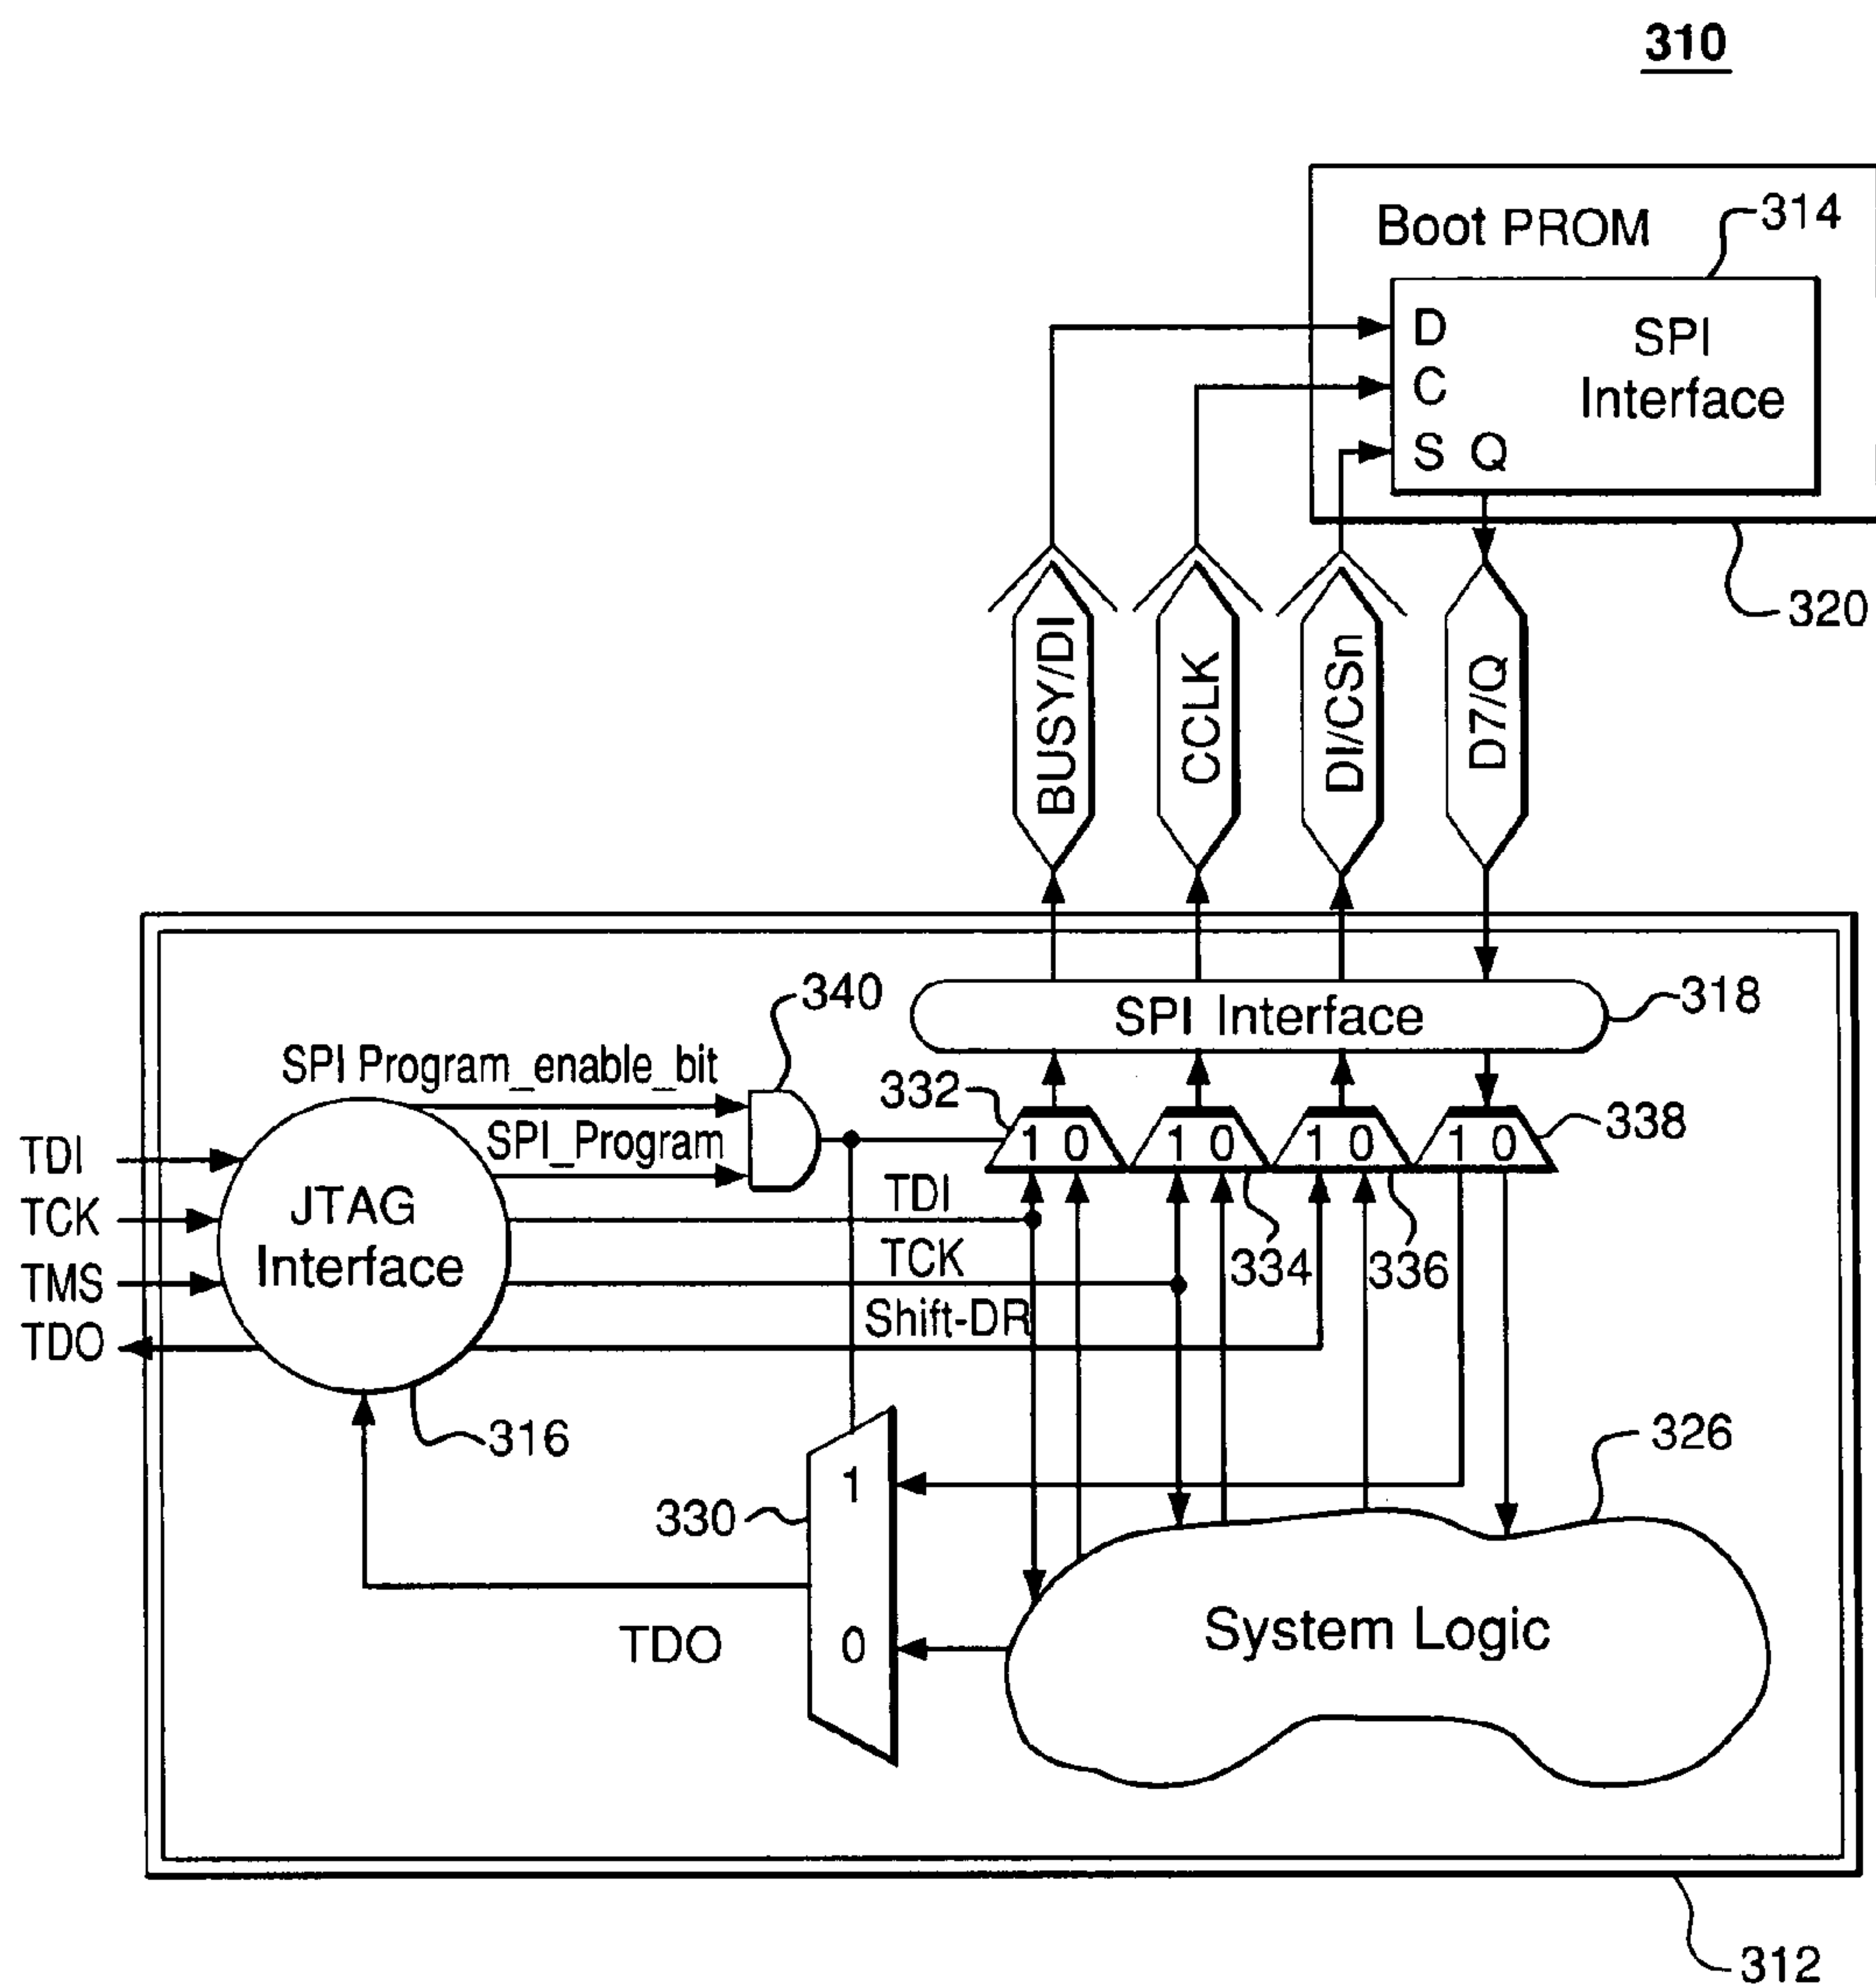 310
Boot PROM
314
D
SPI
C
Interface
S Q
320
BUSY/DI
CCLK
DI/CSn
D7/Q
340
SPI Interface
318
SPI Program_enable_bit
332
SPI_Program
1 0
1 0
1 0
1 0
338
TDI
TCK
TMS
TDO
JTAG
Interface
TDI
TCK
334
336
Shift-DR
316
326
1
330
System Logic
TDO
0
312